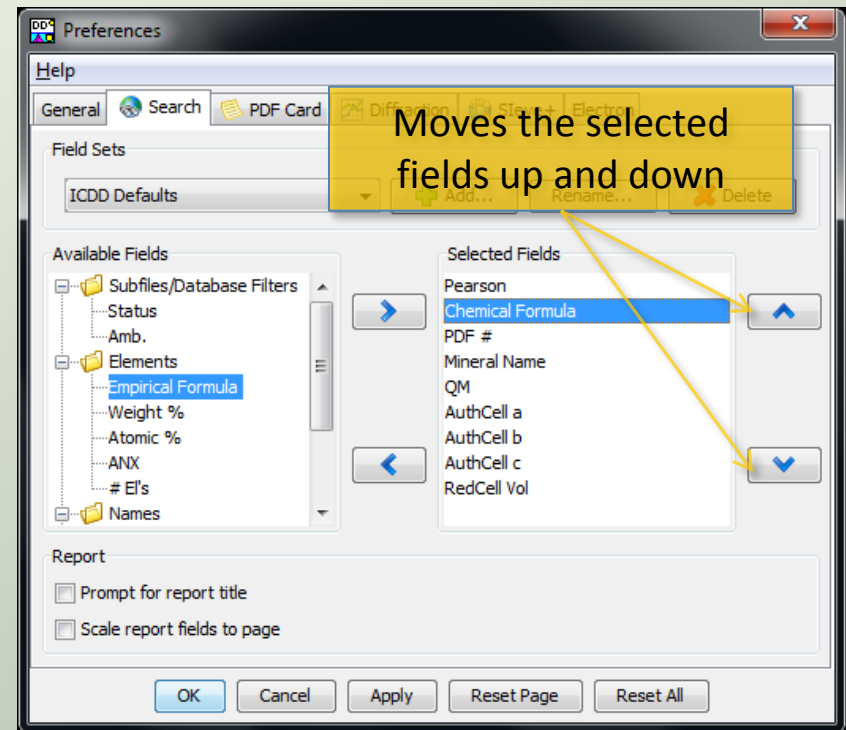 Preferences
Help
General Search PDF Card Diffraction SIeve+ Electron
Moves the selected
fields up and down
Field Sets
ICDD Defaults Add... Rename... Delete
Available Fields Selected Fields
Subfiles/Database Filters Pearson
Status Chemical Formula
Amb. PDF #
Elements Mineral Name
Empirical Formula QM
Weight % AuthCell a
Atomic % AuthCell b
ANX AuthCell c
# El's RedCell Vol
Names
Report
Prompt for report title
Scale report fields to page
OK Cancel Apply Reset Page Reset All